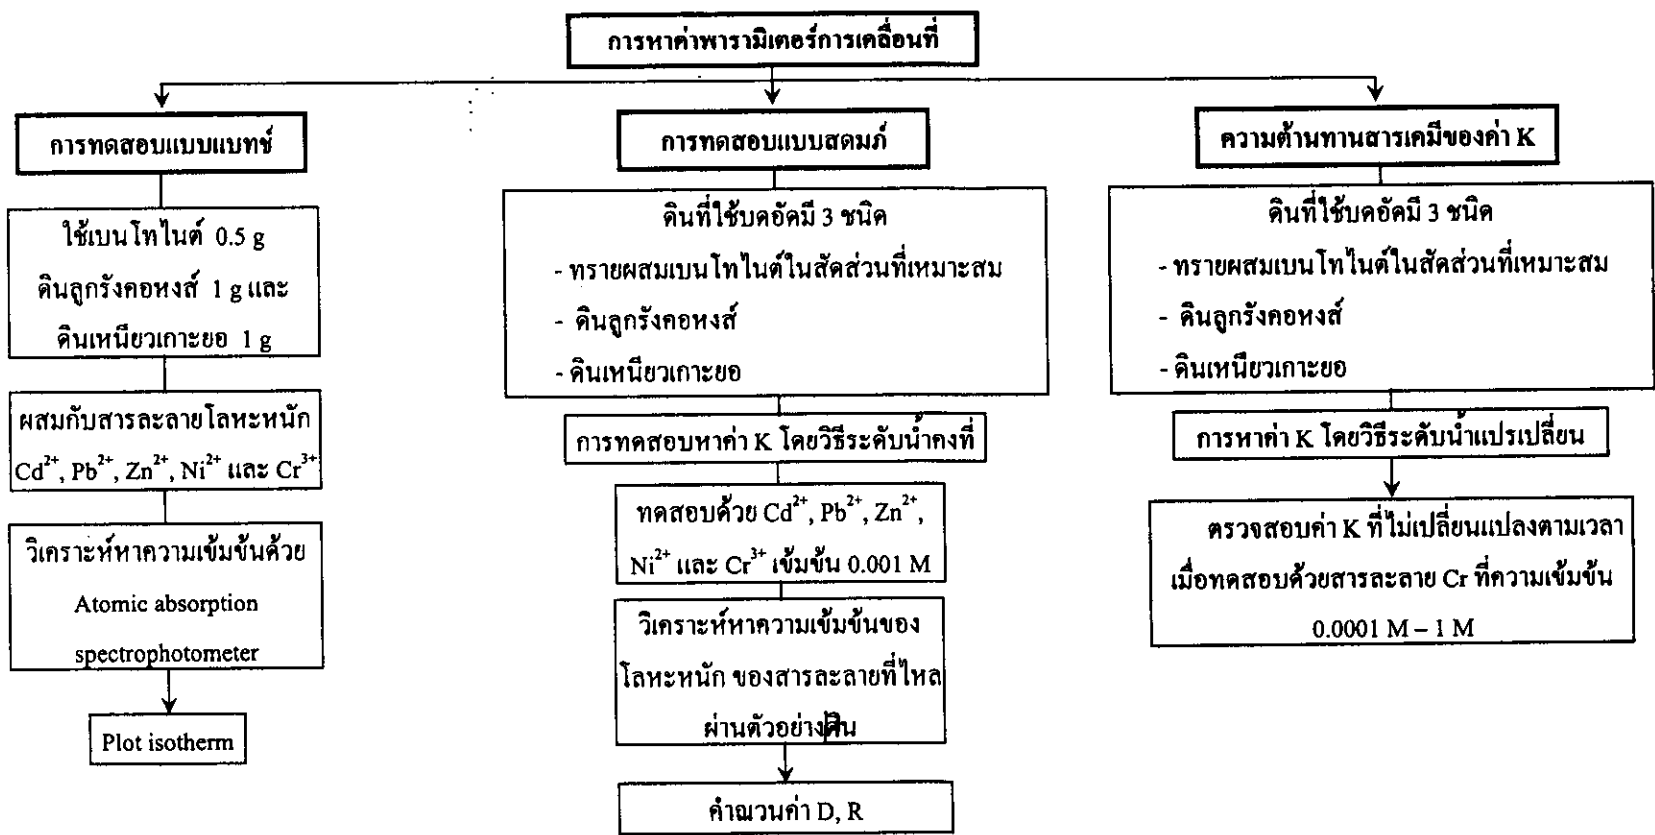 การหาค่าพารามิเตอร์การเคลื่อนที่
การทดสอบแบบแบทช์
ใช้เบนโทไนต์ 0.5 g
ดินลูกรังคอหงส์ 1 g และ
ดินเหนียวเกาะยอ 1 g
ผสมกับสารละลายโลหะหนัก
Cd²⁺, Pb²⁺, Zn²⁺, Ni²⁺ และ Cr³⁺
วิเคราะห์หาความเข้มข้นด้วย
Atomic absorption
spectrophotometer
Plot isotherm
การทดสอบแบบสดมภ์
ดินที่ใช้บดอัดมี 3 ชนิด
- ทรายผสมเบนโทไนต์ในสัดส่วนที่เหมาะสม
- ดินลูกรังคอหงส์
- ดินเหนียวเกาะยอ
การทดสอบหาค่า K โดยวิธีระดับน้ำคงที่
ทดสอบด้วย Cd²⁺, Pb²⁺, Zn²⁺,
Ni²⁺ และ Cr³⁺ เข้มข้น 0.001 M
วิเคราะห์หาความเข้มข้นของ
โลหะหนัก ของสารละลายที่ไหล
ผ่านตัวอย่างดิน
คำณวนค่า D, R
ความต้านทานสารเคมีของค่า K
ดินที่ใช้บดอัดมี 3 ชนิด
- ทรายผสมเบนโทไนต์ในสัดส่วนที่เหมาะสม
- ดินลูกรังคอหงส์
- ดินเหนียวเกาะยอ
การหาค่า K โดยวิธีระดับน้ำแปรเปลี่ยน
ตรวจสอบค่า K ที่ไม่เปลี่ยนแปลงตามเวลา
เมื่อทดสอบด้วยสารละลาย Cr ที่ความเข้มข้น
0.0001 M – 1 M